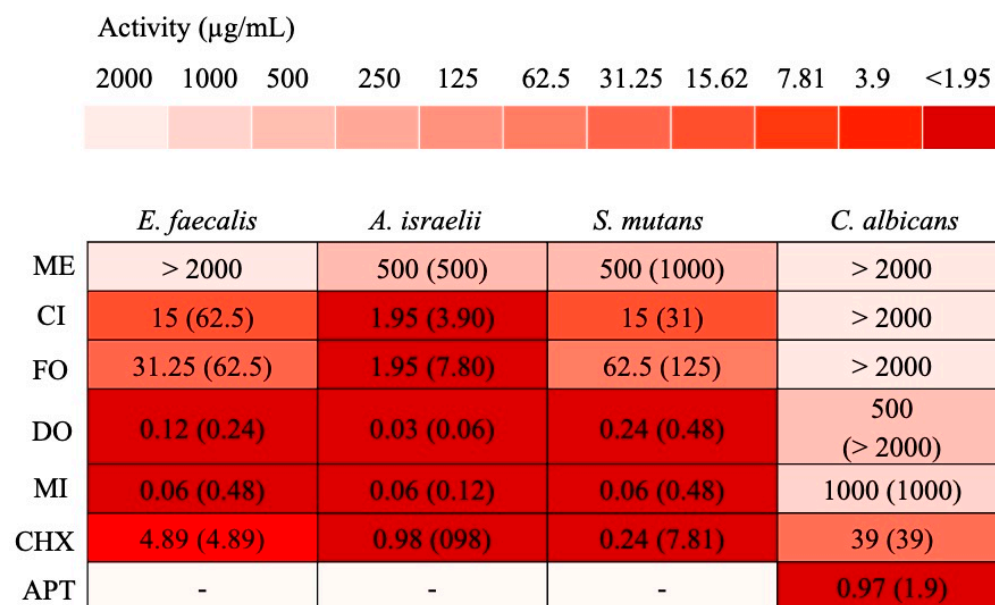 Activity (µg/mL)
2000 1000 500 250 125 62.5 31.25 15.62 7.81 3.9 <1.95
E. faecalis A. israelii S. mutans C. albicans
ME > 2000 500 (500) 500 (1000) > 2000
CI 15 (62.5) 1.95 (3.90) 15 (31) > 2000
FO 31.25 (62.5) 1.95 (7.80) 62.5 (125) > 2000
DO 0.12 (0.24) 0.03 (0.06) 0.24 (0.48) 500
(> 2000)
MI 0.06 (0.48) 0.06 (0.12) 0.06 (0.48) 1000 (1000)
CHX 4.89 (4.89) 0.98 (098) 0.24 (7.81) 39 (39)
APT - - - 0.97 (1.9)